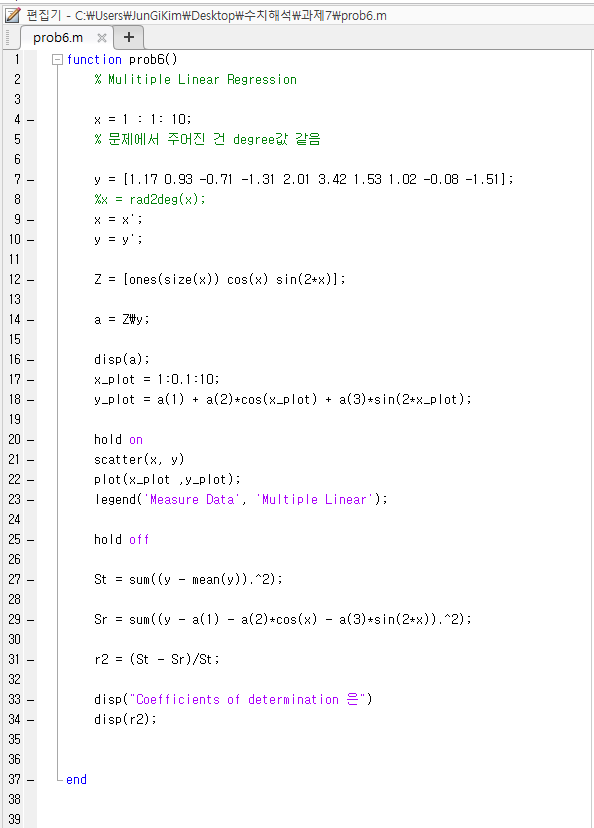 편집기 - C:₩Users₩JunGiKim₩Desktop₩수치해석₩과제7₩prob6.m
prob6.m × +
1 function prob6()
2 % Mulitiple Linear Regression
3
4 – x = 1 : 1: 10;
5 % 문제에서 주어진 건 degree값 같음
6
7 – y = [1.17 0.93 -0.71 -1.31 2.01 3.42 1.53 1.02 -0.08 -1.51];
8 %x = rad2deg(x);
9 – x = x';
10 – y = y';
11
12 – Z = [ones(size(x)) cos(x) sin(2*x)];
13
14 – a = Z₩y;
15
16 – disp(a);
17 – x_plot = 1:0.1:10;
18 – y_plot = a(1) + a(2)*cos(x_plot) + a(3)*sin(2*x_plot);
19
20 – hold on
21 – scatter(x, y)
22 – plot(x_plot ,y_plot);
23 – legend('Measure Data', 'Multiple Linear');
24
25 – hold off
26
27 – St = sum((y - mean(y)).^2);
28
29 – Sr = sum((y - a(1) - a(2)*cos(x) - a(3)*sin(2*x)).^2);
30
31 – r2 = (St - Sr)/St;
32
33 – disp("Coefficients of determination 은")
34 – disp(r2);
35
36
37 – end
38
39